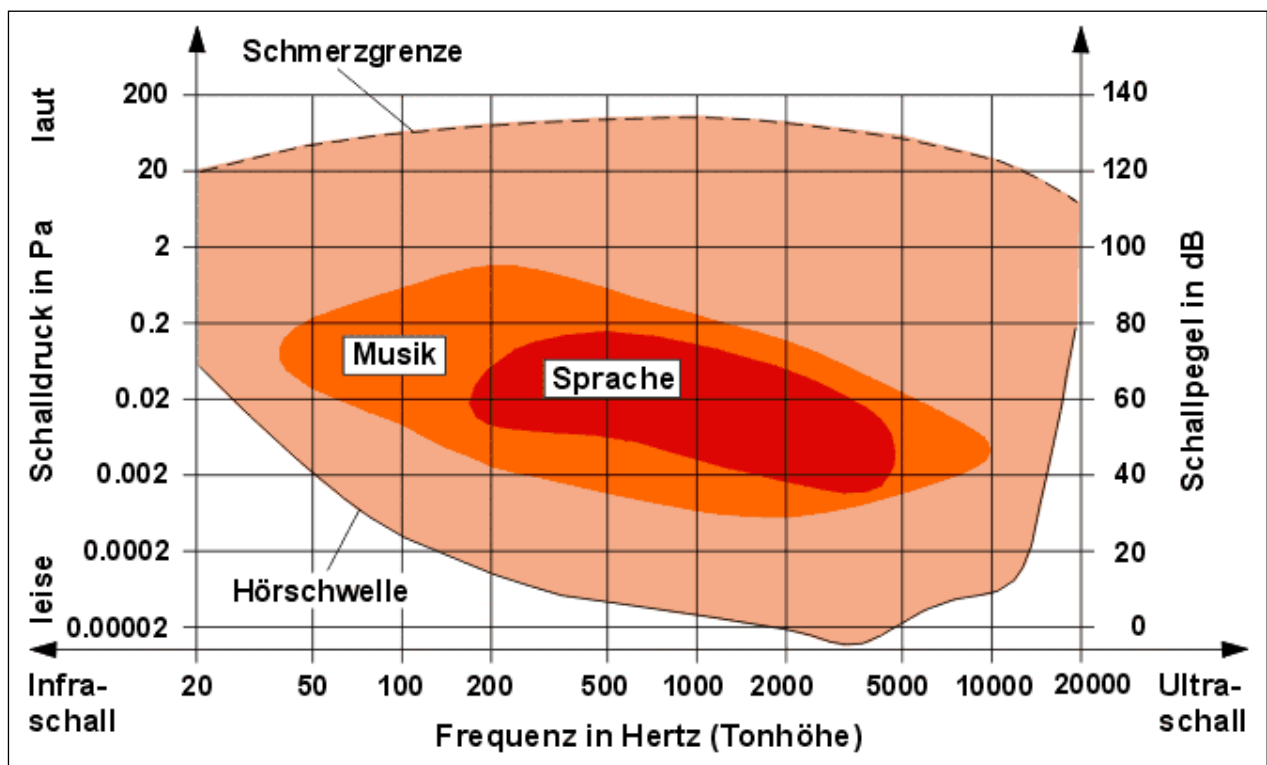 Schmerzgrenze
laut
Schalldruck in Pa
leise
200
20
2
0.2
0.02
0.002
0.0002
0.00002
140
120
100
80
60
40
20
0
Schallpegel in dB
Musik
Sprache
Hörschwelle
20 50 100 200 500 1000 2000 5000 10000 20000
Infra-
schall
Ultra-
schall
Frequenz in Hertz (Tonhöhe)